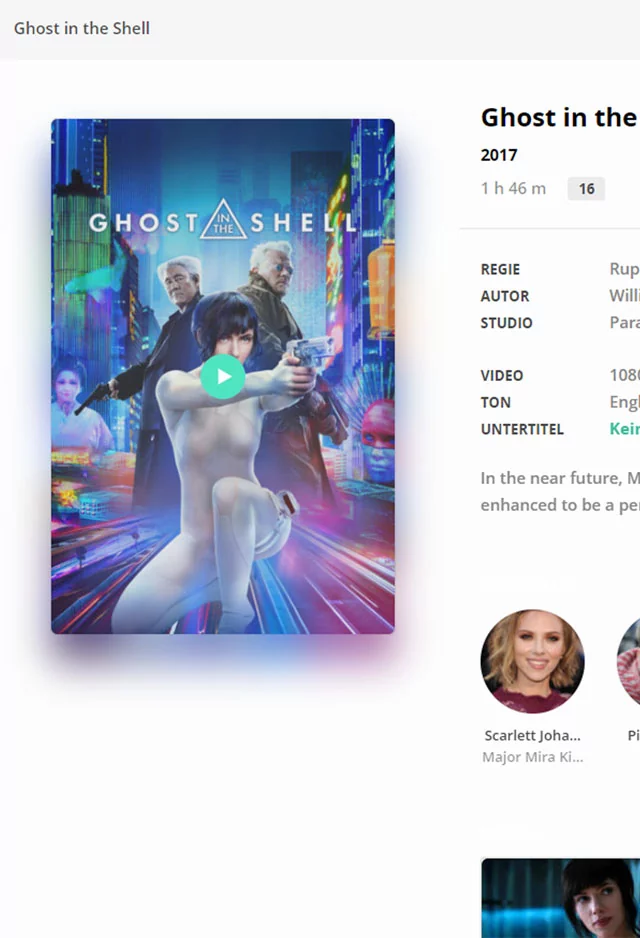 Ghost in the Shell
GHOST IN THE SHELL
Ghost in the
2017
1 h 46 m 16
REGIE Rup
AUTOR Willi
STUDIO Para
VIDEO 1080
TON Engl
UNTERTITEL Kein
In the near future, M
enhanced to be a per
Scarlett Joha... Pi
Major Mira Ki...